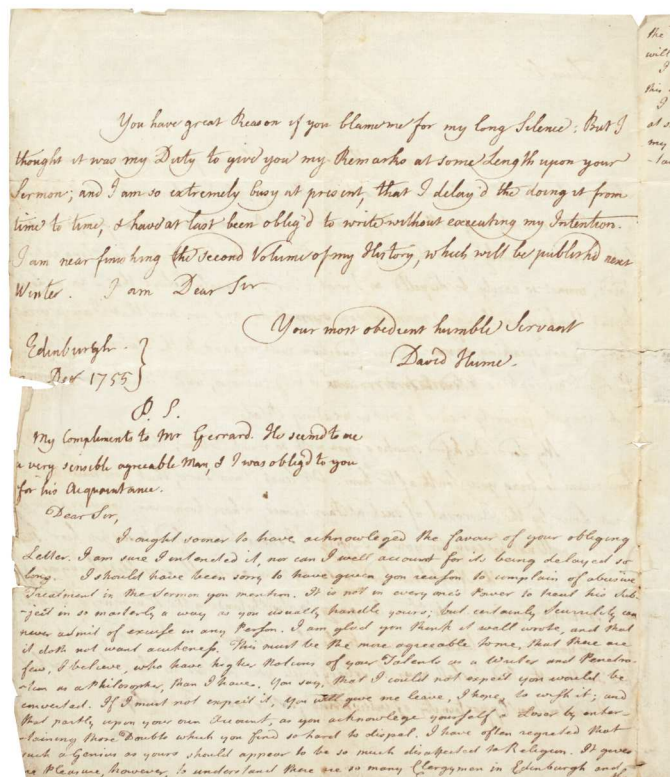 the
will
I
this
I
at s
my
- la
You have great Reason if you blame me for my long Silence: But I
thought it was my Duty to give you my Remarks at some Length upon your
Sermon; and I am so extremely busy at present, that I delay'd the doing it from
time to time, & have at last been oblig'd to write without executing my Intention.
I am near finishing the second Volume of my History, which will be publishd next
Winter. I am Dear Sir
Your most obedient humble Servant
David Hume.
Edinburgh.
1755
P. S.
My Compliments to Mr Gerrard. He seemd to me
a very sensible agreable Man, & I was obligd to you
for his Acquaintance.
Dear Sir,
I ought sooner to have acknowleged the favour of your obliging
Letter. I am sure I intended it, nor can I well account for its being delayed so
long. I should have been sorry to have given you reason to complain of abusive
Treatment in the Sermon you mention. It is not in every one's Power to treat his Sub-
-ject in so masterly a way as you usually handle yours; but certainly Scurrility can
never admit of excuse in any Person. I am glad you think it well wrote, and that
it doth not want acuteness. This must be the more agreeable to me, that there are
few, I believe, who have higher Notions of your Talents as a Writer and Penetra-
-tion as a Philosopher, than I have. You say, that I could not expect you would be
converted. If I must not expect it, you will give me leave, I hope, to wish it; and
that partly upon your own Account, as you acknowlege yourself a Loser by enter-
-taining those Doubts which you find so hard to dispel. I have often regreted that
such a Genius as yours should appear to be so much disaffected to Religion. It gives
me Pleasure, however, to understand there are so many Clergymen in Edinburgh and